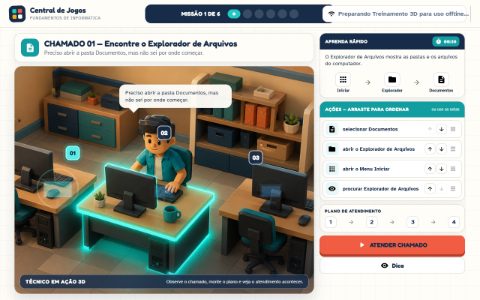 Central de Jogos
FUNDAMENTOS DE INFORMÁTICA
MISSÃO 1 DE 6
Preparando Treinamento 3D para uso offline...
CHAMADO 01 — Encontre o Explorador de Arquivos
Preciso abrir a pasta Documentos, mas não sei por onde começar.
Preciso abrir a pasta Documentos, mas
não sei por onde começar.
01
02
03
TÉCNICO EM AÇÃO 3D
Observe o chamado, monte o plano e veja o atendimento acontecer.
APRENDA RÁPIDO
O Explorador de Arquivos mostra as pastas e os arquivos
do computador.
Iniciar → Explorador → Documentos
AÇÕES — ARRASTE PARA ORDENAR
selecionar Documentos
abrir o Explorador de Arquivos
abrir o Menu Iniciar
procurar Explorador de Arquivos
PLANO DE ATENDIMENTO
1 → 2 → 3 → 4
ATENDER CHAMADO
Dica